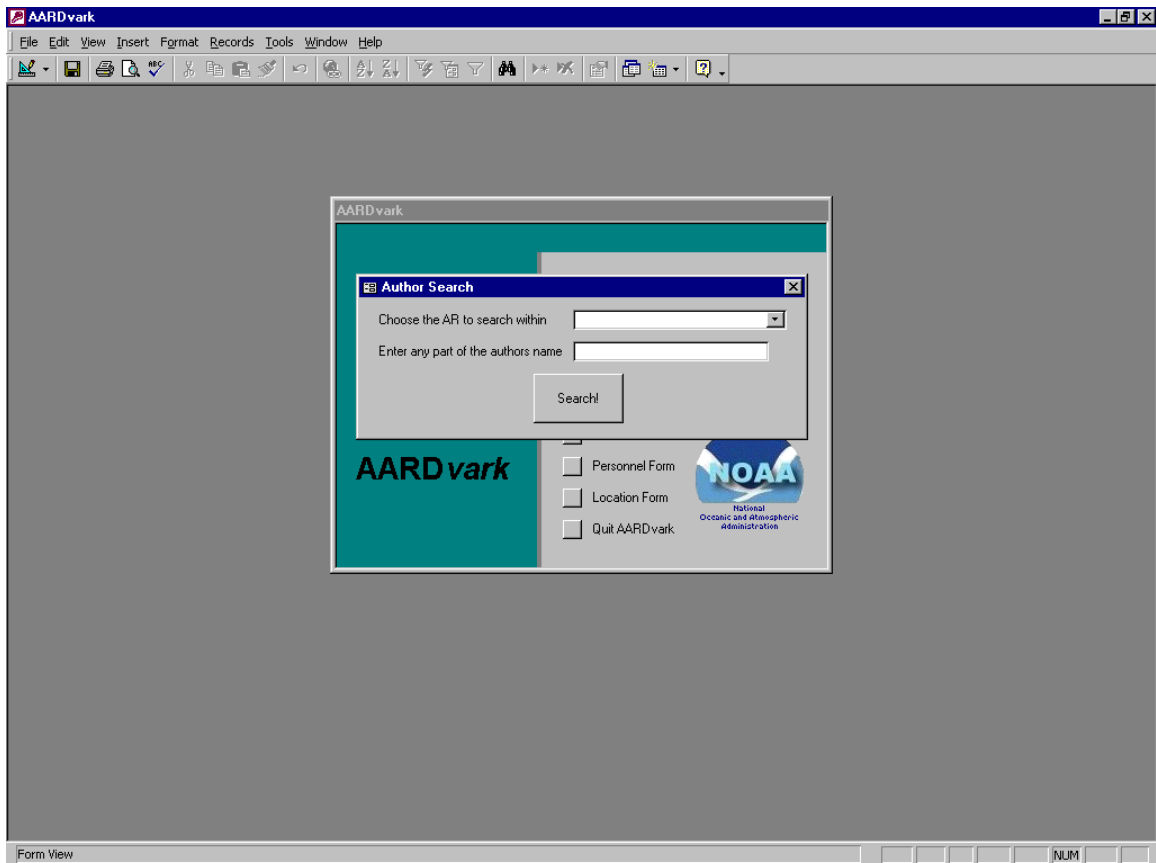 AARDvark
File Edit View Insert Format Records Tools Window Help
ABC
AARDvark
Author Search
Choose the AR to search within
Enter any part of the authors name
Search!
AARDvark
Personnel Form
Location Form
Quit AARDvark
NOAA
National
Oceanic and Atmospheric
Administration
Form View
NUM